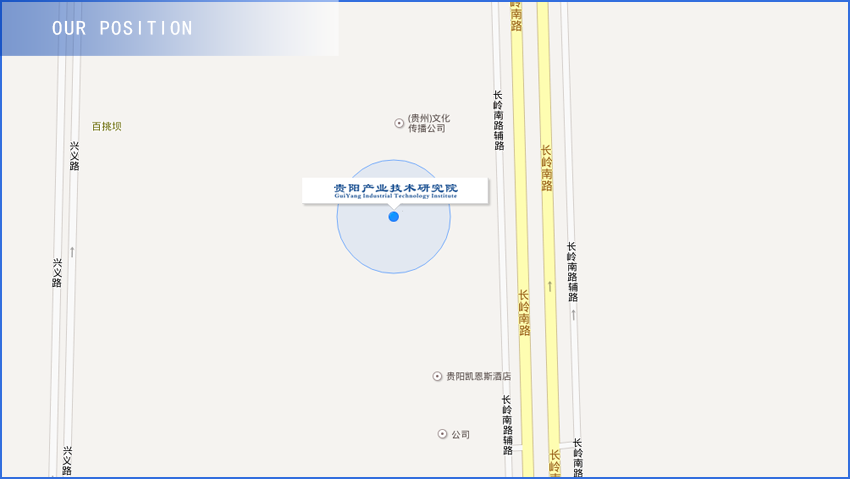 OUR POSITION
岭南路
长岭南路辅路
(贵州)文化
传播公司
百挑坝
兴义路
长岭南路
贵阳产业技术研究院
GuiYang Industrial Technology Institute
长岭南路辅路
兴义路
长岭南路
贵阳凯恩斯酒店
长岭南路辅路
公司
兴义路
长岭南
长岭南路